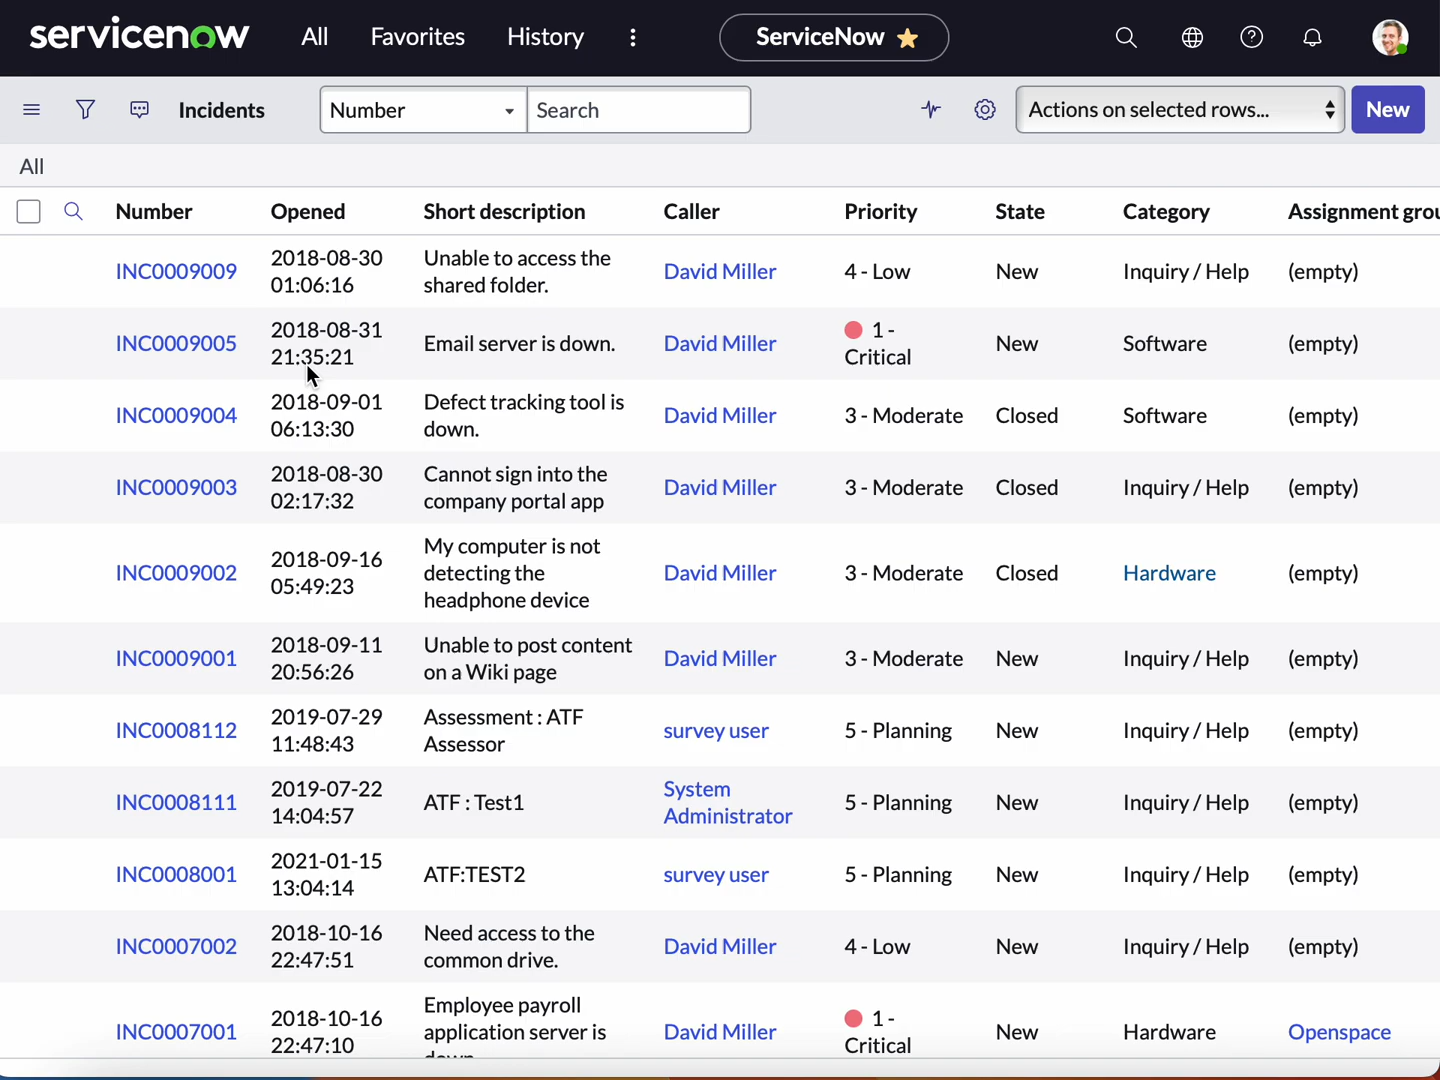 servicenow All Favorites History ServiceNow
Incidents Number Search Actions on selected rows... New
All
Number Opened Short description Caller Priority State Category Assignment grou
INC0009009 2018-08-30 01:06:16 Unable to access the shared folder. David Miller 4 - Low New Inquiry / Help (empty)
INC0009005 2018-08-31 21:35:21 Email server is down. David Miller 1 - Critical New Software (empty)
INC0009004 2018-09-01 06:13:30 Defect tracking tool is down. David Miller 3 - Moderate Closed Software (empty)
INC0009003 2018-08-30 02:17:32 Cannot sign into the company portal app David Miller 3 - Moderate Closed Inquiry / Help (empty)
INC0009002 2018-09-16 05:49:23 My computer is not detecting the headphone device David Miller 3 - Moderate Closed Hardware (empty)
INC0009001 2018-09-11 20:56:26 Unable to post content on a Wiki page David Miller 3 - Moderate New Inquiry / Help (empty)
INC0008112 2019-07-29 11:48:43 Assessment : ATF Assessor survey user 5 - Planning New Inquiry / Help (empty)
INC0008111 2019-07-22 14:04:57 ATF : Test1 System Administrator 5 - Planning New Inquiry / Help (empty)
INC0008001 2021-01-15 13:04:14 ATF:TEST2 survey user 5 - Planning New Inquiry / Help (empty)
INC0007002 2018-10-16 22:47:51 Need access to the common drive. David Miller 4 - Low New Inquiry / Help (empty)
INC0007001 2018-10-16 22:47:10 Employee payroll application server is David Miller 1 - Critical New Hardware Openspace